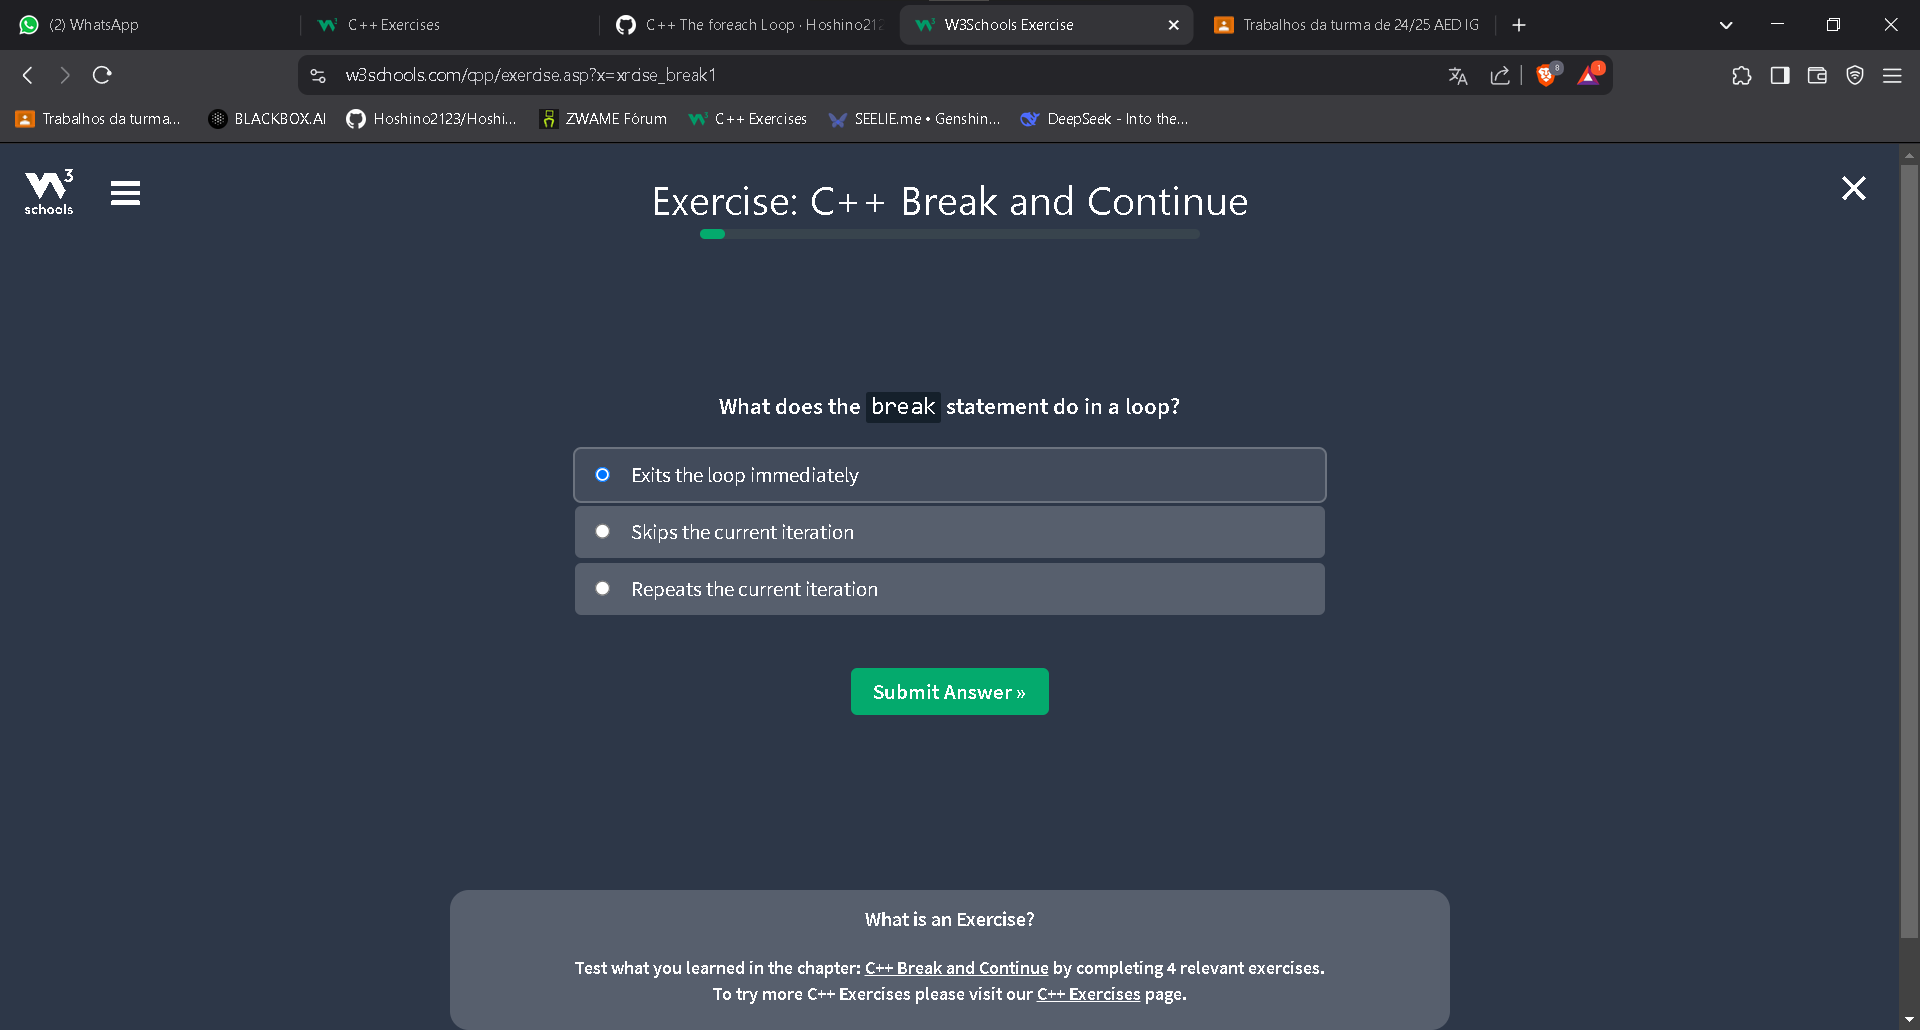 (2) WhatsApp
C++ Exercises
C++ The foreach Loop · Hoshino212
W3Schools Exercise
Trabalhos da turma de 24/25 AED IG
w3schools.com/cpp/exercise.asp?x=xrcise_break1
8
1
Trabalhos da turma...
BLACKBOX.AI
Hoshino2123/Hoshi...
ZWAME Fórum
C++ Exercises
SEELIE.me • Genshin...
DeepSeek - Into the...
W3
schools
Exercise: C++ Break and Continue
What does the break statement do in a loop?
Exits the loop immediately
Skips the current iteration
Repeats the current iteration
Submit Answer »
What is an Exercise?
Test what you learned in the chapter: C++ Break and Continue by completing 4 relevant exercises.
To try more C++ Exercises please visit our C++ Exercises page.